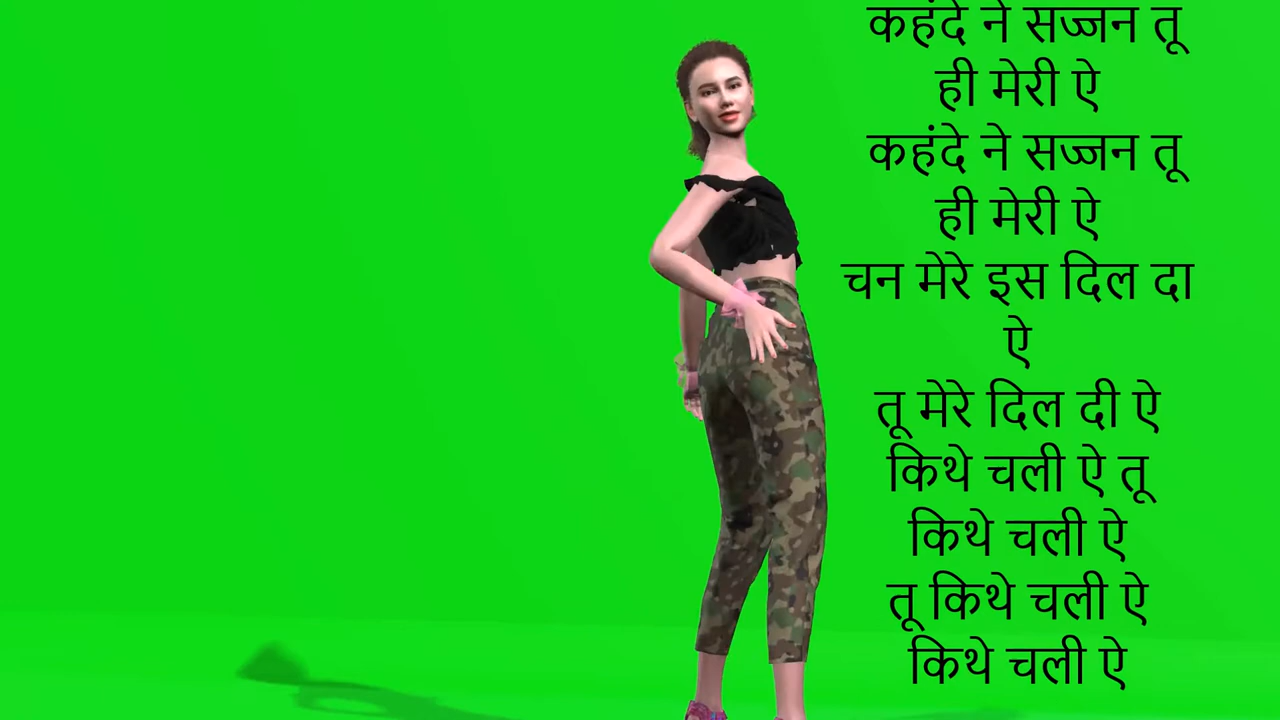 कहंदे ने सज्जन तू
ही मेरी ऐ
कहंदे ने सज्जन तू
ही मेरी ऐ
चन मेरे इस दिल दा
ऐ
तू मेरे दिल दी ऐ
किथे चली ऐ तू
किथे चली ऐ
तू किथे चली ऐ
किथे चली ऐ